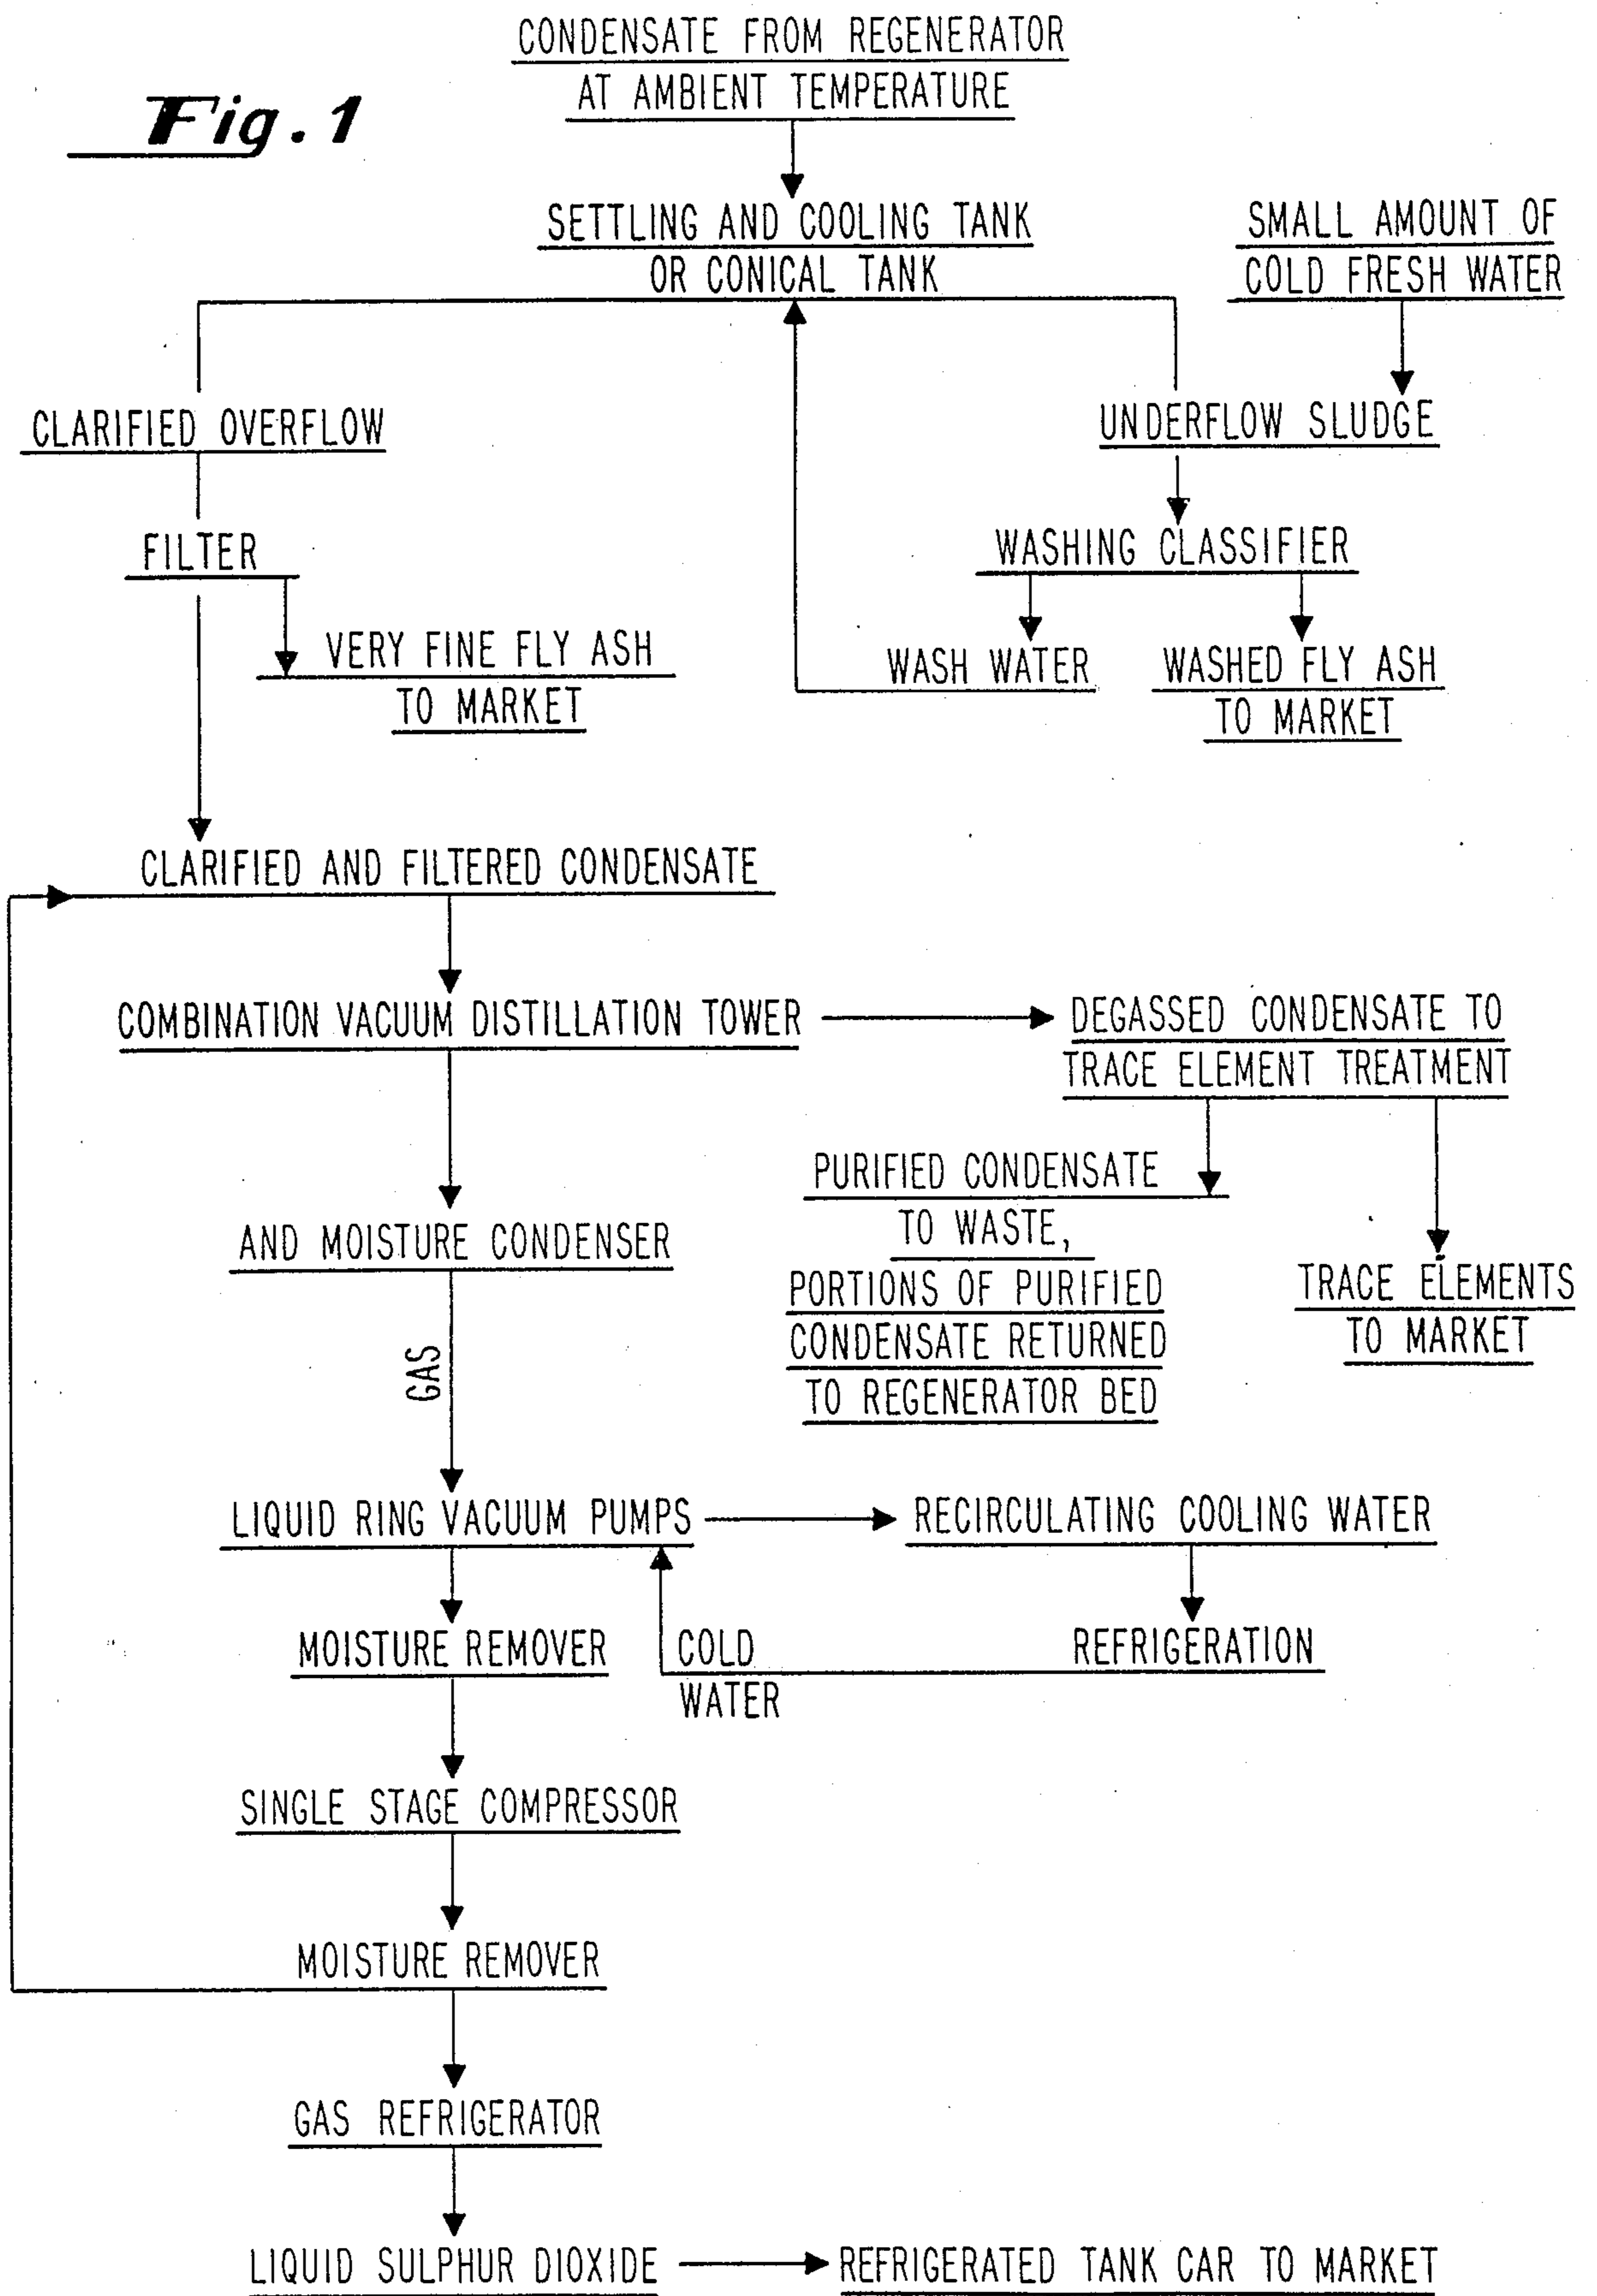 Fig. 1
CONDENSATE FROM REGENERATOR
AT AMBIENT TEMPERATURE
SETTLING AND COOLING TANK
OR CONICAL TANK
SMALL AMOUNT OF
COLD FRESH WATER
CLARIFIED OVERFLOW
UNDERFLOW SLUDGE
FILTER
WASHING CLASSIFIER
VERY FINE FLY ASH
TO MARKET
WASH WATER
WASHED FLY ASH
TO MARKET
CLARIFIED AND FILTERED CONDENSATE
COMBINATION VACUUM DISTILLATION TOWER
DEGASSED CONDENSATE TO
TRACE ELEMENT TREATMENT
PURIFIED CONDENSATE
TO WASTE,
PORTIONS OF PURIFIED
CONDENSATE RETURNED
TO REGENERATOR BED
TRACE ELEMENTS
TO MARKET
AND MOISTURE CONDENSER
GAS
LIQUID RING VACUUM PUMPS
RECIRCULATING COOLING WATER
MOISTURE REMOVER
COLD
WATER
REFRIGERATION
SINGLE STAGE COMPRESSOR
MOISTURE REMOVER
GAS REFRIGERATOR
LIQUID SULPHUR DIOXIDE
REFRIGERATED TANK CAR TO MARKET